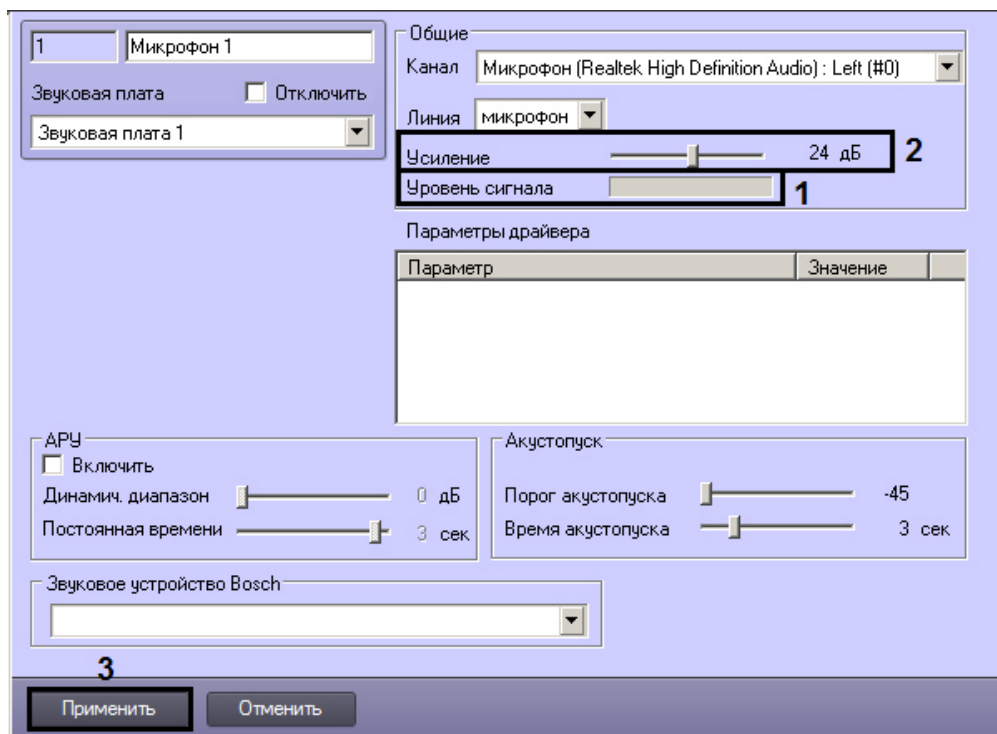 1 Микрофон 1
Звуковая плата Отключить
Звуковая плата 1
Общие
Канал Микрофон (Realtek High Definition Audio) : Left (#0)
Линия микрофон
Усиление 24 дБ 2
Уровень сигнала 1
Параметры драйвера
Параметр Значение
АРУ
Включить
Динамич. диапазон 0 дБ
Постоянная времени 3 сек
Акустопуск
Порог акустопуска -45
Время акустопуска 3 сек
Звуковое устройство Bosch
3
Применить Отменить